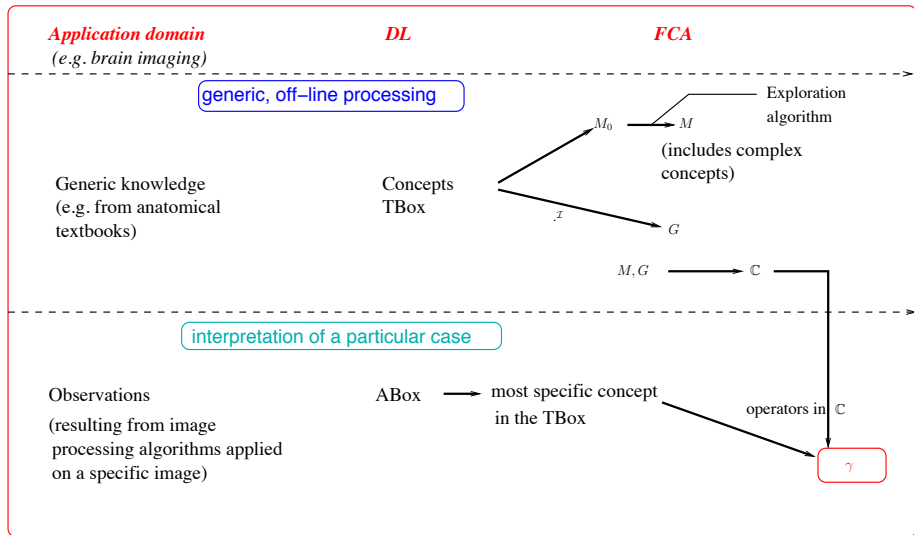 Application domain
DL
FCA
(e.g. brain imaging)
generic, off−line processing
Exploration
algorithm
M₀
M
(includes complex
concepts)
Generic knowledge
(e.g. from anatomical
textbooks)
Concepts
TBox
ℐ
G
M, G
ℂ
interpretation of a particular case
Observations
(resulting from image
processing algorithms applied
on a specific image)
ABox
most specific concept
in the TBox
operators in ℂ
γ